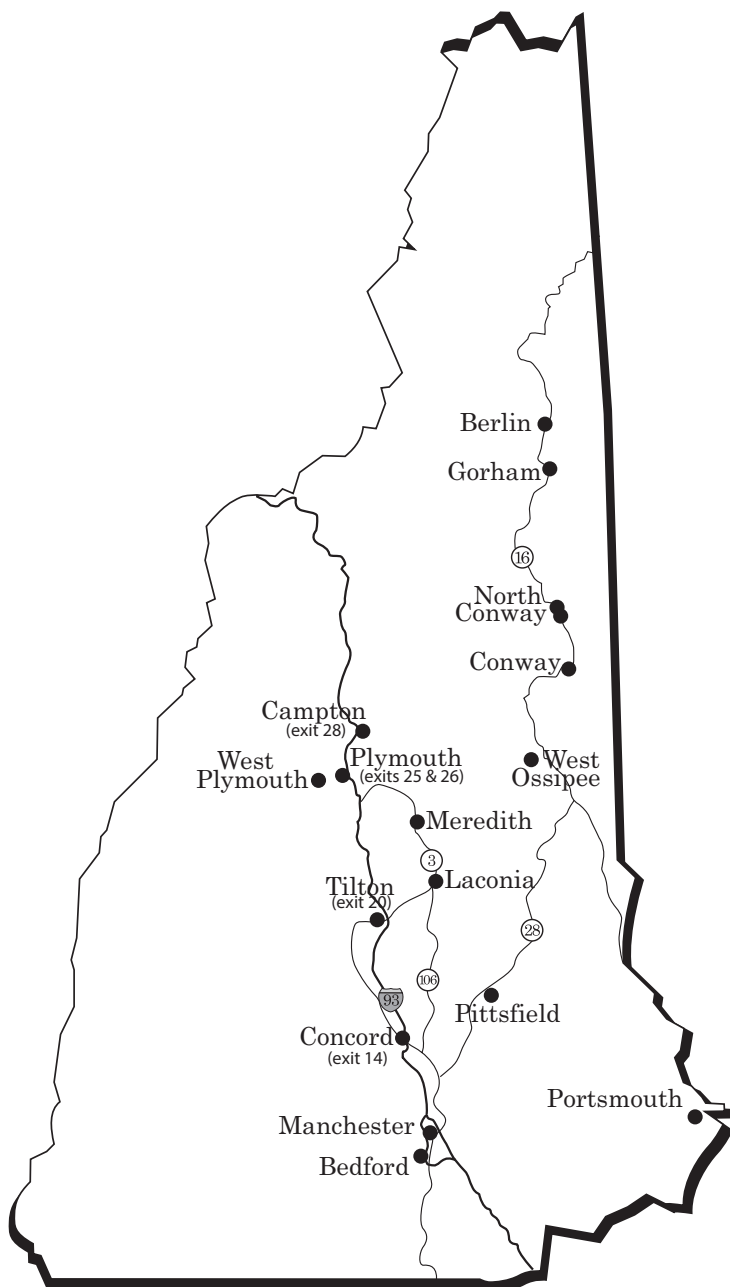 Berlin
Gorham
16
North
Conway
Conway
Campton
(exit 28)
West
Plymouth
Plymouth
(exits 25 & 26)
West
Ossipee
Meredith
3
Laconia
Tilton
(exit 20)
28
106
93
Pittsfield
Concord
(exit 14)
Portsmouth
Manchester
Bedford